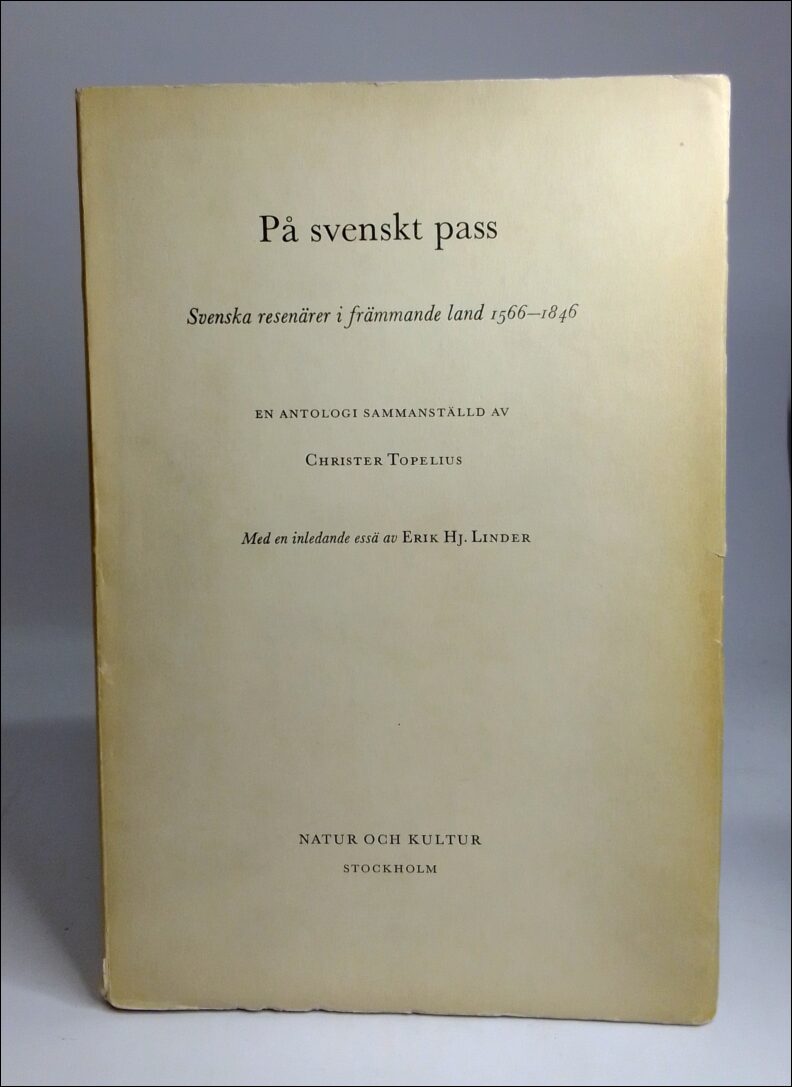 På svenskt pass
Svenska resenärer i främmande land 1566–1846
EN ANTOLOGI SAMMANSTÄLLD AV
CHRISTER TOPELIUS
Med en inledande essä av ERIK HJ. LINDER
NATUR OCH KULTUR
STOCKHOLM